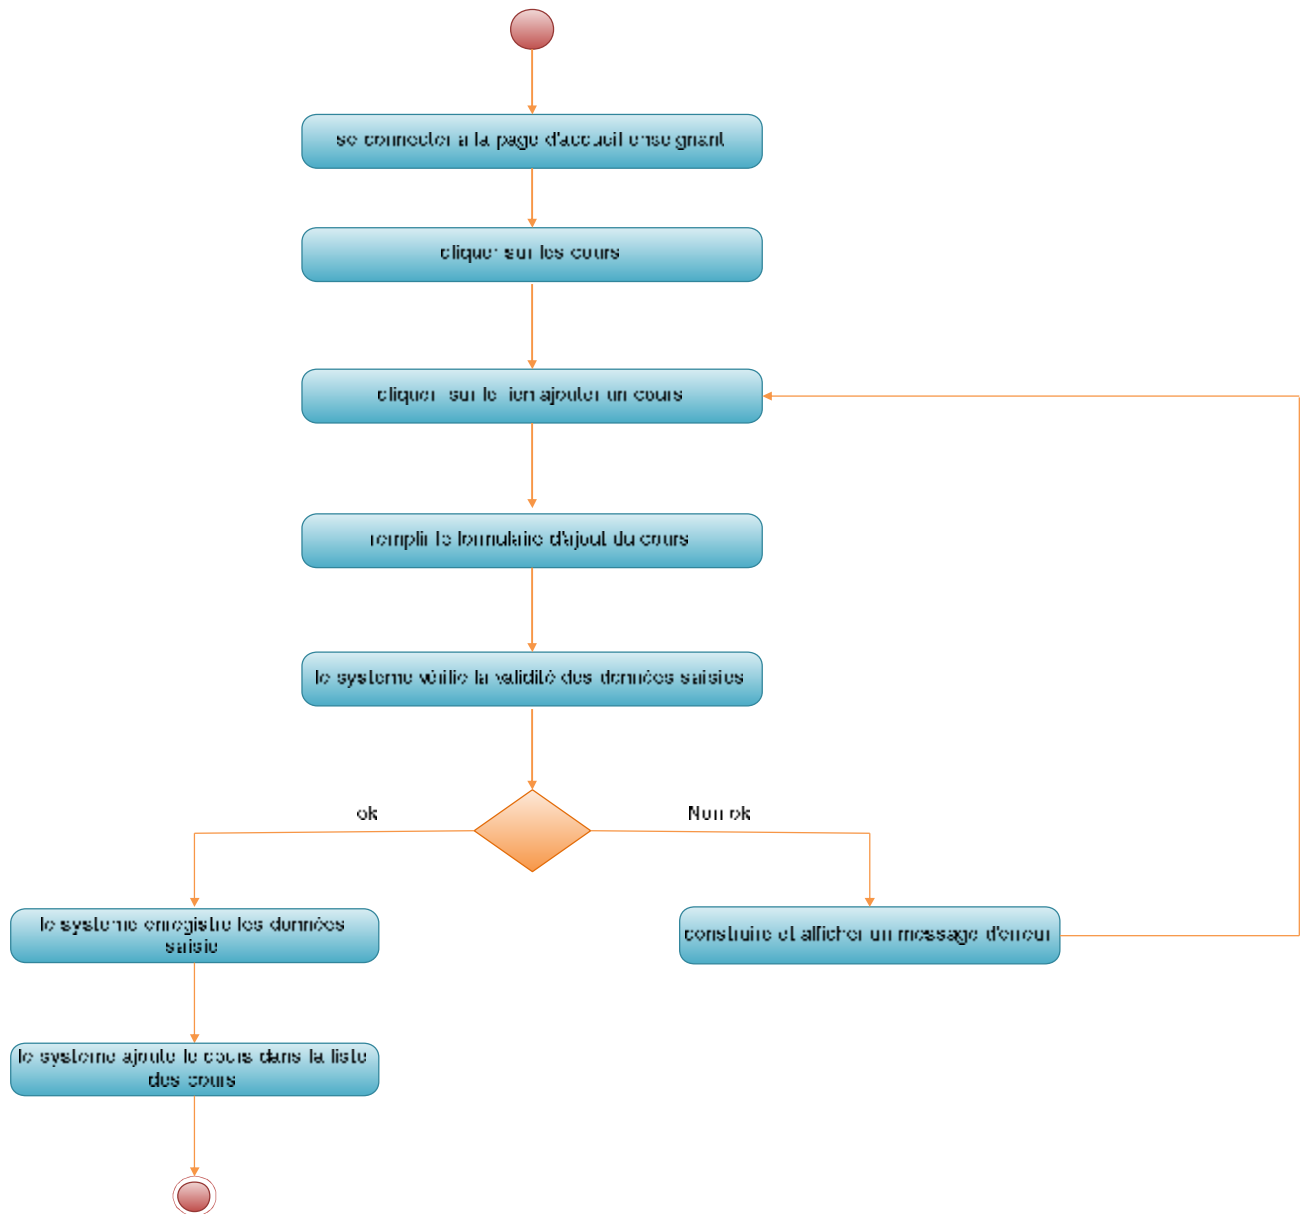 se connecter a la page d'accueil enseignant
cliquer sur les cours
cliquer sur le lien ajouter un cours
remplir le formulaire d'ajout du cours
le systeme vérifie la validité des données saisies
ok
Non ok
le systeme enregistre les données
saisie
construire et afficher un message d'erreur
le systeme ajoute le cours dans la liste
des cours